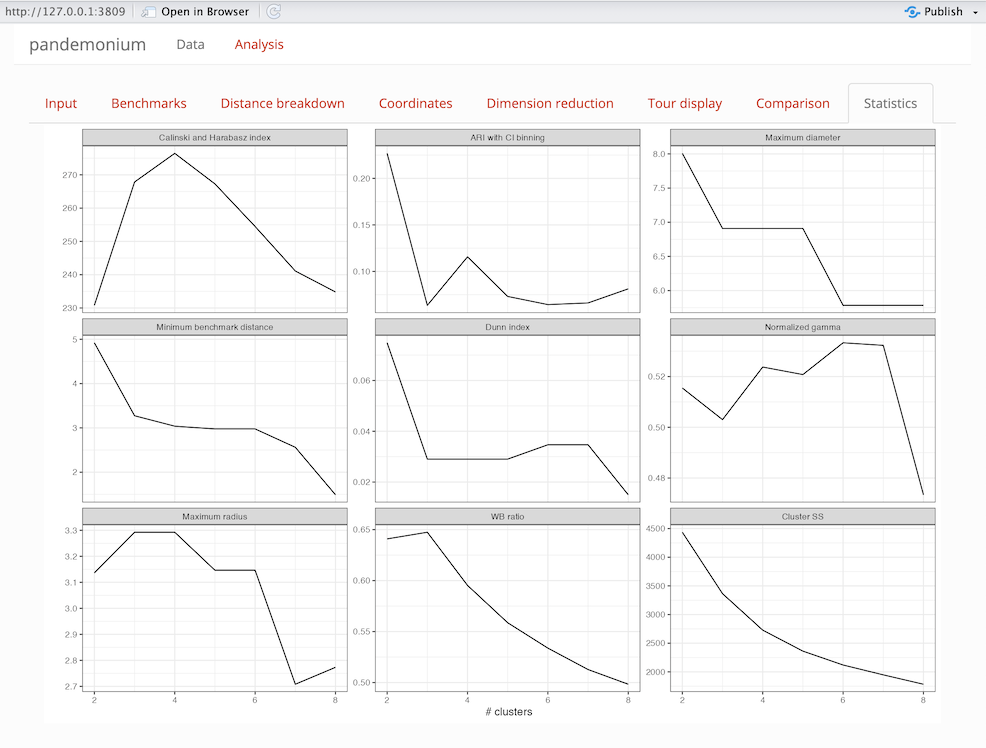 http://127.0.0.1:3809 Open in Browser Publish
pandemonium Data Analysis
Input Benchmarks Distance breakdown Coordinates Dimension reduction Tour display Comparison Statistics
Calinski and Harabasz index
270
260
250
240
230
ARI with CI binning
0.20
0.15
0.10
Maximum diameter
8.0
7.5
7.0
6.5
6.0
Minimum benchmark distance
5
4
3
2
Dunn index
0.06
0.04
0.02
Normalized gamma
0.52
0.50
0.48
Maximum radius
3.3
3.2
3.1
3.0
2.9
2.8
2.7
2 4 6 8
WB ratio
0.65
0.60
0.55
0.50
2 4 6 8
Cluster SS
4500
4000
3500
3000
2500
2000
2 4 6 8
# clusters